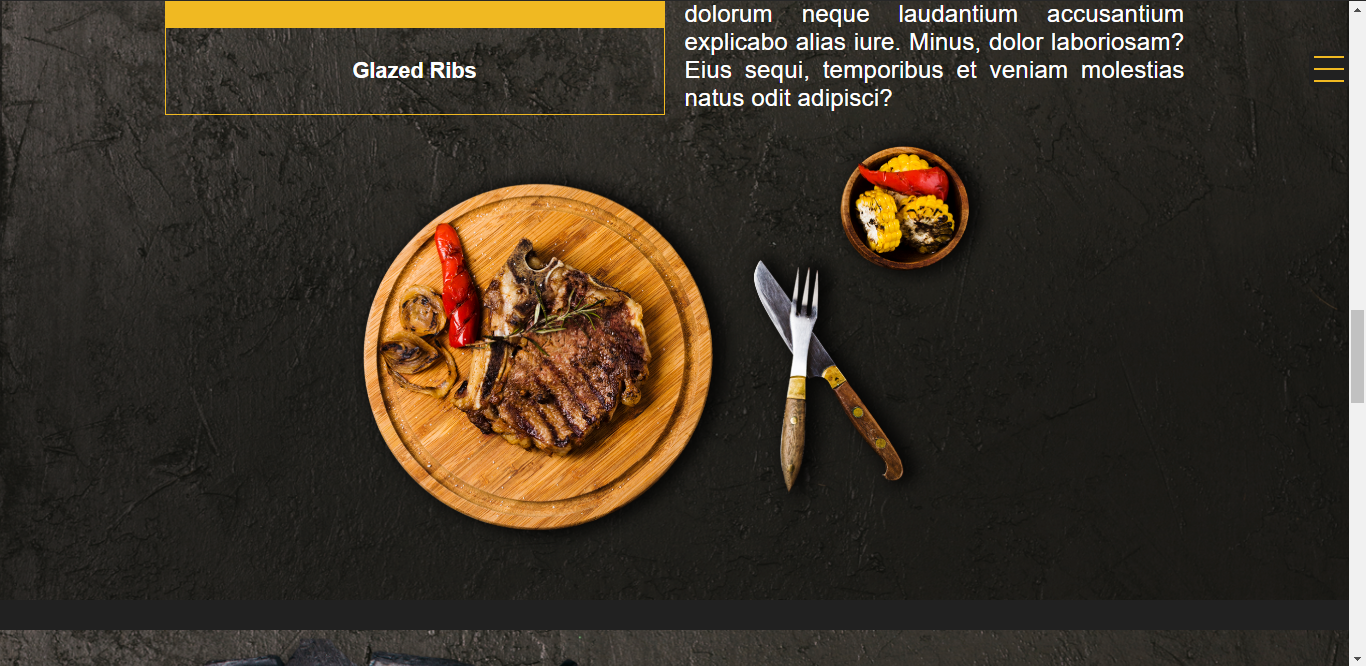 Glazed Ribs
dolorum neque laudantium accusantium
explicabo alias iure. Minus, dolor laboriosam?
Eius sequi, temporibus et veniam molestias
natus odit adipisci?